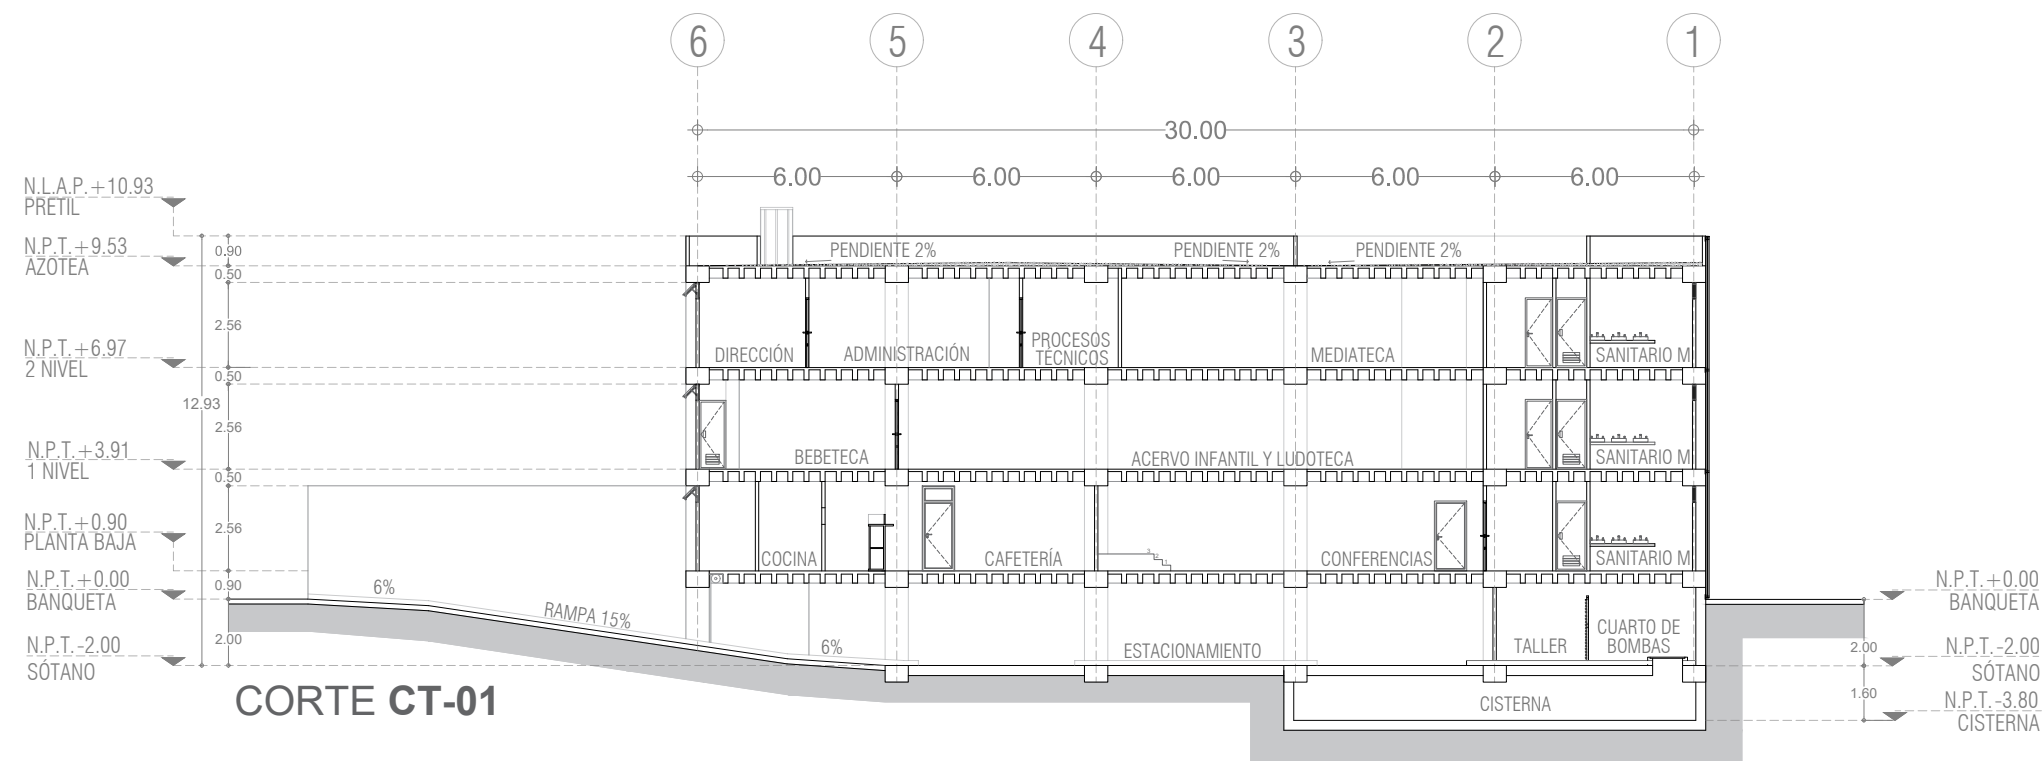 6 5 4 3 2 1
30.00
6.00 6.00 6.00 6.00 6.00
N.L.A.P.+10.93
PRETIL
N.P.T.+9.53
AZOTEA
N.P.T.+6.97
2 NIVEL
N.P.T.+3.91
1 NIVEL
N.P.T.+0.90
PLANTA BAJA
N.P.T.+0.00
BANQUETA
N.P.T.-2.00
SÓTANO
12.93
0.90
0.50
2.56
0.50
2.56
0.50
2.56
0.90
2.00
PENDIENTE 2% PENDIENTE 2% PENDIENTE 2%
DIRECCIÓN
ADMINISTRACIÓN
PROCESOS
TÉCNICOS
MEDIATECA
SANITARIO M
BEBETECA
ACERVO INFANTIL Y LUDOTECA
SANITARIO M
COCINA
CAFETERÍA
3
2
1
CONFERENCIAS
SANITARIO M
6%
RAMPA 15%
6%
ESTACIONAMIENTO
TALLER
CUARTO DE
BOMBAS
CISTERNA
N.P.T.+0.00
BANQUETA
2.00
N.P.T.-2.00
SÓTANO
1.60
N.P.T.-3.80
CISTERNA
CORTE CT-01